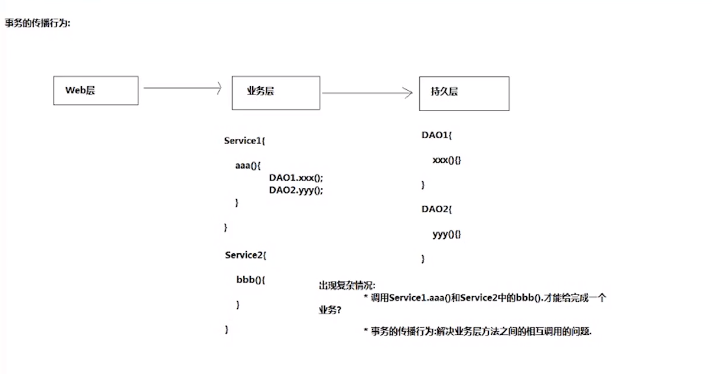 事务的传播行为:
Web层
业务层
持久层
Service1{
aaa(){
DAO1.xxx();
DAO2.yyy();
}
}
Service2{
bbb(){
}
}
DAO1{
xxx(){}
}
DAO2{
yyy(){}
}
出现复杂情况:
* 调用Service1.aaa()和Service2中的bbb().才能给完成一个
业务?
* 事务的传播行为:解决业务层方法之间的相互调用的问题.